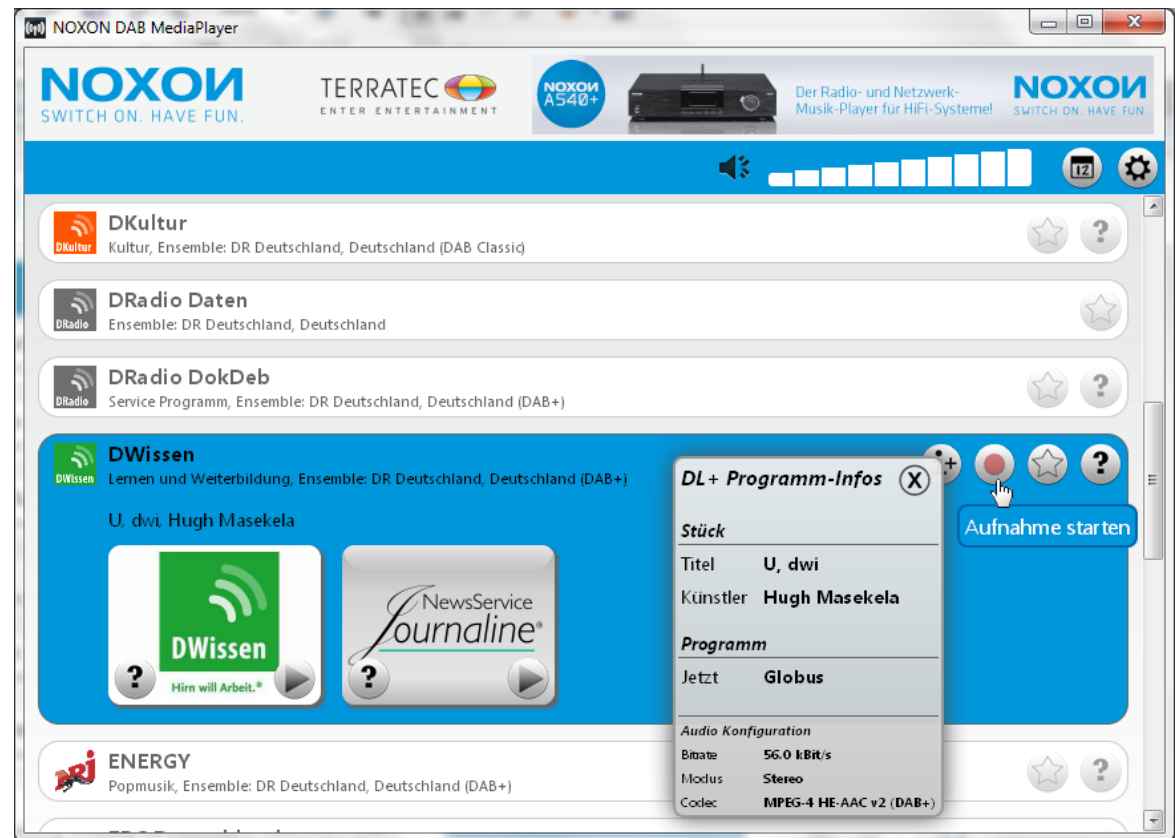 NOXON DAB MediaPlayer
NOXON
SWITCH ON. HAVE FUN.
TERRATEC
ENTER ENTERTAINMENT
NOXON
A540+
Der Radio- und Netzwerk-
Musik-Player für HiFi-Systeme!
NOXON
SWITCH ON. HAVE FUN.
12
DKultur
DKultur
Kultur, Ensemble: DR Deutschland, Deutschland (DAB Classic)
?
DRadio
DRadio Daten
Ensemble: DR Deutschland, Deutschland
DRadio
DRadio DokDeb
Service Programm, Ensemble: DR Deutschland, Deutschland (DAB+)
?
DWissen
DWissen
Lernen und Weiterbildung, Ensemble: DR Deutschland, Deutschland (DAB+)
?
Aufnahme starten
U, dwi, Hugh Masekela
DWissen
Hirn will Arbeit.®
?
NewsService
Journaline®
?
DL+ Programm-Infos X
Stück
Titel U, dwi
Künstler Hugh Masekela
Programm
Jetzt Globus
Audio Konfiguration
Bitrate 56.0 kBit/s
Modus Stereo
Codec MPEG-4 HE-AAC v2 (DAB+)
NRJ
ENERGY
Popmusik, Ensemble: DR Deutschland, Deutschland (DAB+)
?